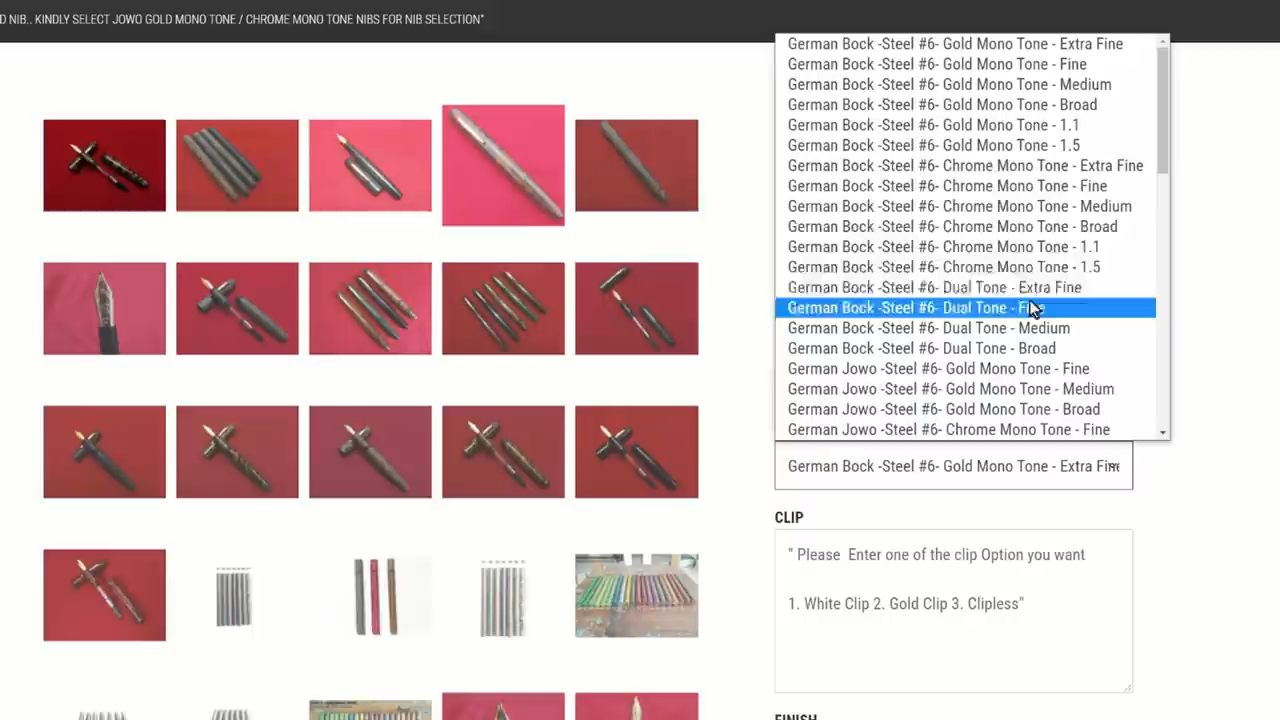 D NIB.. KINDLY SELECT JOWO GOLD MONO TONE / CHROME MONO TONE NIBS FOR NIB SELECTION"
German Bock -Steel #6- Gold Mono Tone - Extra Fine
German Bock -Steel #6- Gold Mono Tone - Fine
German Bock -Steel #6- Gold Mono Tone - Medium
German Bock -Steel #6- Gold Mono Tone - Broad
German Bock -Steel #6- Gold Mono Tone - 1.1
German Bock -Steel #6- Gold Mono Tone - 1.5
German Bock -Steel #6- Chrome Mono Tone - Extra Fine
German Bock -Steel #6- Chrome Mono Tone - Fine
German Bock -Steel #6- Chrome Mono Tone - Medium
German Bock -Steel #6- Chrome Mono Tone - Broad
German Bock -Steel #6- Chrome Mono Tone - 1.1
German Bock -Steel #6- Chrome Mono Tone - 1.5
German Bock -Steel #6- Dual Tone - Extra Fine
German Bock -Steel #6- Dual Tone - Fine
German Bock -Steel #6- Dual Tone - Medium
German Bock -Steel #6- Dual Tone - Broad
German Jowo -Steel #6- Gold Mono Tone - Fine
German Jowo -Steel #6- Gold Mono Tone - Medium
German Jowo -Steel #6- Gold Mono Tone - Broad
German Jowo -Steel #6- Chrome Mono Tone - Fine
German Bock -Steel #6- Gold Mono Tone - Extra Fine
CLIP
" Please Enter one of the clip Option you want
1. White Clip 2. Gold Clip 3. Clipless"
FINISH